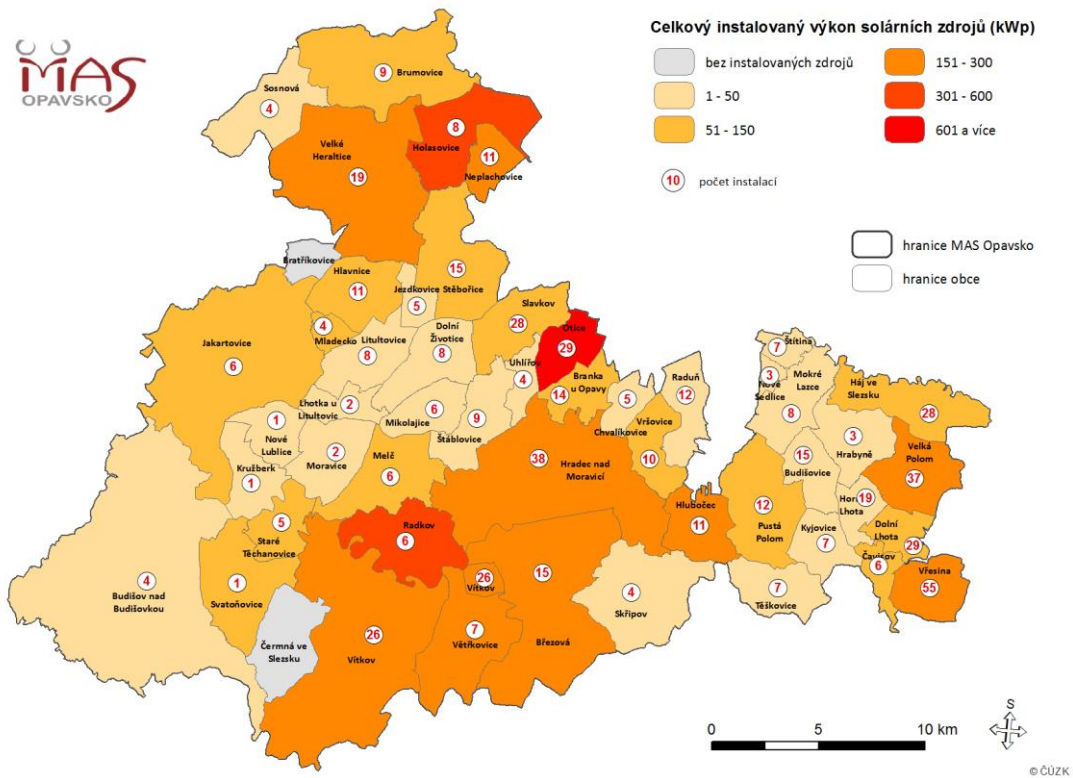 MAS
OPAVSKO
Celkový instalovaný výkon solárních zdrojů (kWp)
bez instalovaných zdrojů
151 - 300
1 - 50
301 - 600
51 - 150
601 a více
10 počet instalací
hranice MAS Opavsko
hranice obce
9
Brumovice
Sosnová
4
8
Holasovice
Velké
Heraltice
19
11
Neplachovice
Bratříkovice
Hlavnice
11
Jezdkovice
5
15
Stěbořice
Slavkov
28
Otice
29
4
Mladecko
Litultovice
8
Dolní
Životice
8
Jakartovice
6
Uhlířov
4
Branka
u Opavy
14
Lhotka u
Litultovic
2
Mikolajice
6
9
Štáblovice
5
Chvalíkovice
Raduň
12
Vršovice
10
1
Nové
Lublice
2
Moravice
Melč
6
Kružberk
1
38
Hradec nad
Moravicí
Hlubočec
11
7
Štítina
3
Nové
Sedlice
Mokré
Lazce
8
Háj ve
Slezsku
28
3
Hrabyně
15
Budišovice
Velká
Polom
37
Horní
Lhota
19
12
Pustá
Polom
Kyjovice
7
Dolní
Lhota
29
Čavisov
6
Vřesina
55
7
Těškovice
5
Staré
Těchanovice
Radkov
6
4
Budišov nad
Budišovkou
1
Svatoňovice
Čermná ve
Slezsku
26
Vítkov
26
Vítkov
7
Větřkovice
15
Březová
4
Skřipov
0 5 10 km
S
© ČÚZK